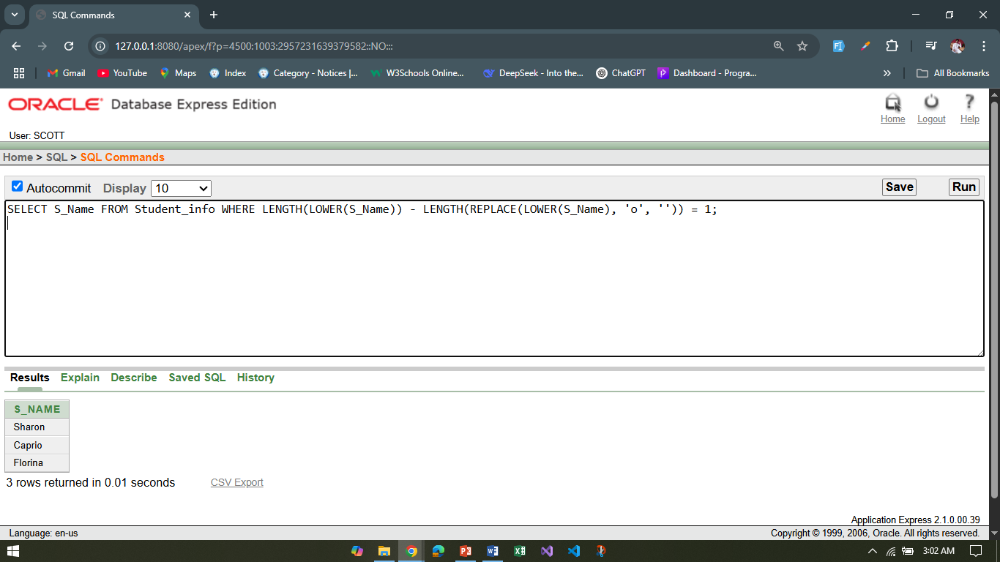 SQL Commands
127.0.0.1:8080/apex/f?p=4500:1003:2957231639379582::NO:::
Gmail YouTube Maps Index Category - Notices |... W3Schools Online... DeepSeek - Into the... ChatGPT Dashboard - Progra... » All Bookmarks
ORACLE Database Express Edition
Home Logout Help
User: SCOTT
Home > SQL > SQL Commands
Autocommit Display 10 Save Run
SELECT S_Name FROM Student_info WHERE LENGTH(LOWER(S_Name)) - LENGTH(REPLACE(LOWER(S_Name), 'o', '')) = 1;
Results Explain Describe Saved SQL History
S_NAME
Sharon
Caprio
Florina
3 rows returned in 0.01 seconds CSV Export
Application Express 2.1.0.00.39
Language: en-us Copyright © 1999, 2006, Oracle. All rights reserved.
3:02 AM